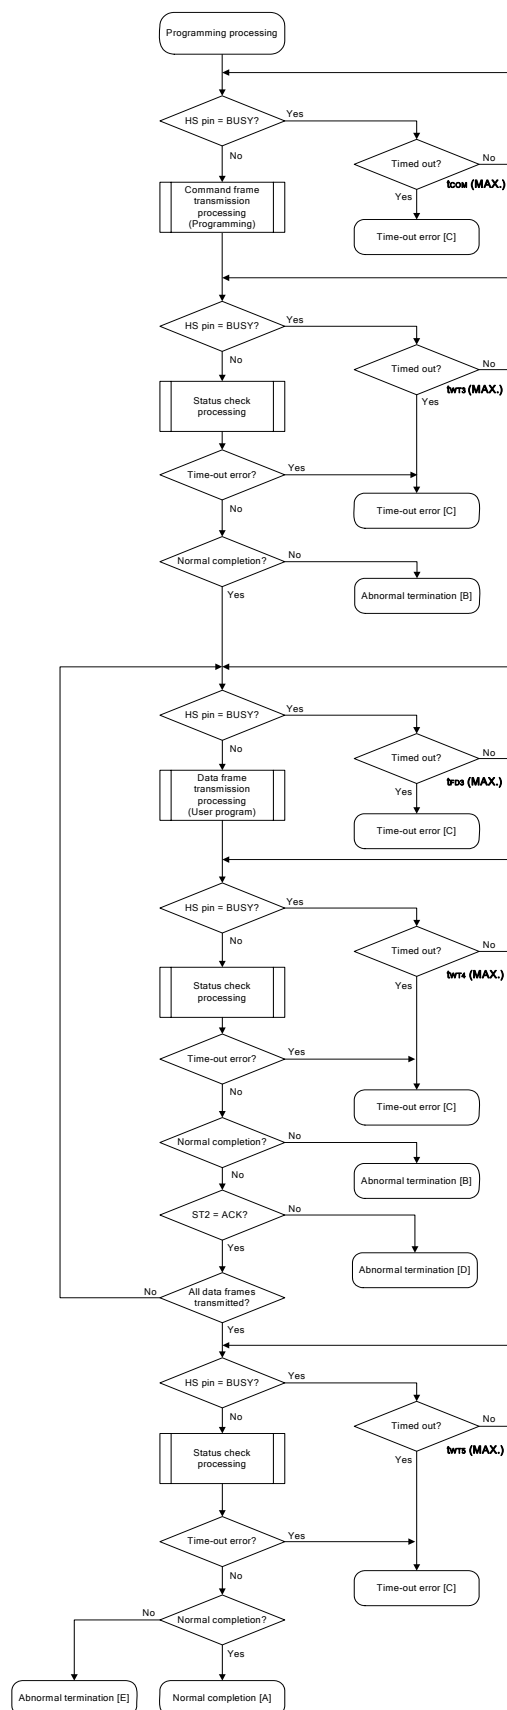 Programming processing
HS pin = BUSY?
Yes
No
Timed out?
No
tCOM (MAX.)
Yes
Command frame
transmission
processing
(Programming)
Time-out error [C]
HS pin = BUSY?
Yes
No
Timed out?
No
tWT3 (MAX.)
Yes
Status check
processing
Time-out error?
Yes
No
Time-out error [C]
Normal completion?
No
Yes
Abnormal termination [B]
HS pin = BUSY?
Yes
No
Timed out?
No
tFD3 (MAX.)
Yes
Data frame
transmission
processing
(User program)
Time-out error [C]
HS pin = BUSY?
Yes
No
Timed out?
No
tWT4 (MAX.)
Yes
Status check
processing
Time-out error?
Yes
No
Time-out error [C]
Normal completion?
No
No
Abnormal termination [B]
ST2 = ACK?
No
Yes
Abnormal termination [D]
No
All data frames
transmitted?
Yes
HS pin = BUSY?
Yes
No
Timed out?
No
tWT5 (MAX.)
Yes
Status check
processing
Time-out error?
Yes
No
Time-out error [C]
No
Normal completion?
Yes
Abnormal termination [E]
Normal completion [A]